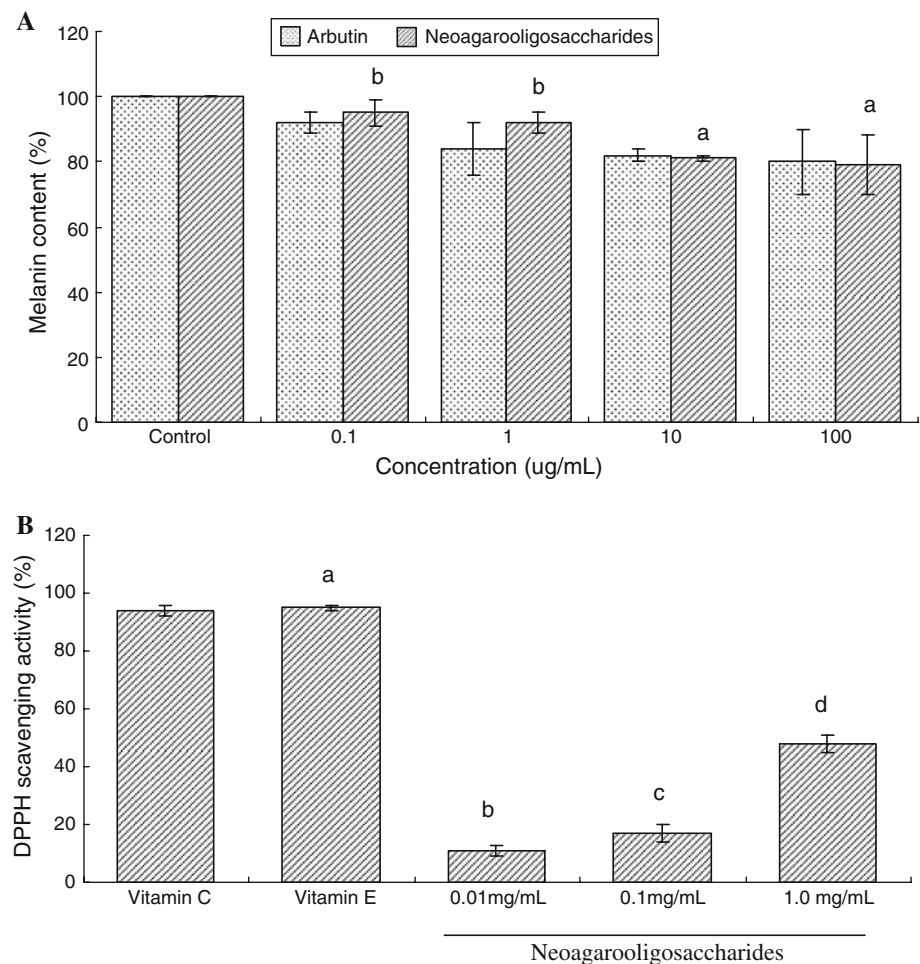 A
120
Arbutin Neoagarooligosaccharides
100
80
60
40
20
0
b
b
a
a
Melanin content (%)
Control 0.1 1 10 100
Concentration (ug/mL)
B
120
100
80
60
40
20
0
a
b
c
d
DPPH scavenging activity (%)
Vitamin C Vitamin E 0.01mg/mL 0.1mg/mL 1.0 mg/mL
Neoagarooligosaccharides